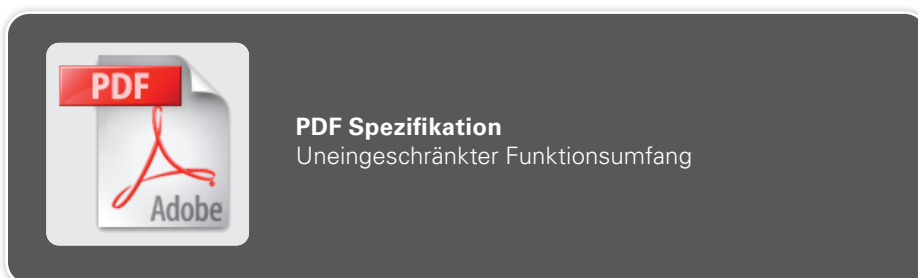 PDF
Adobe
PDF Spezifikation
Uneingeschränkter Funktionsumfang